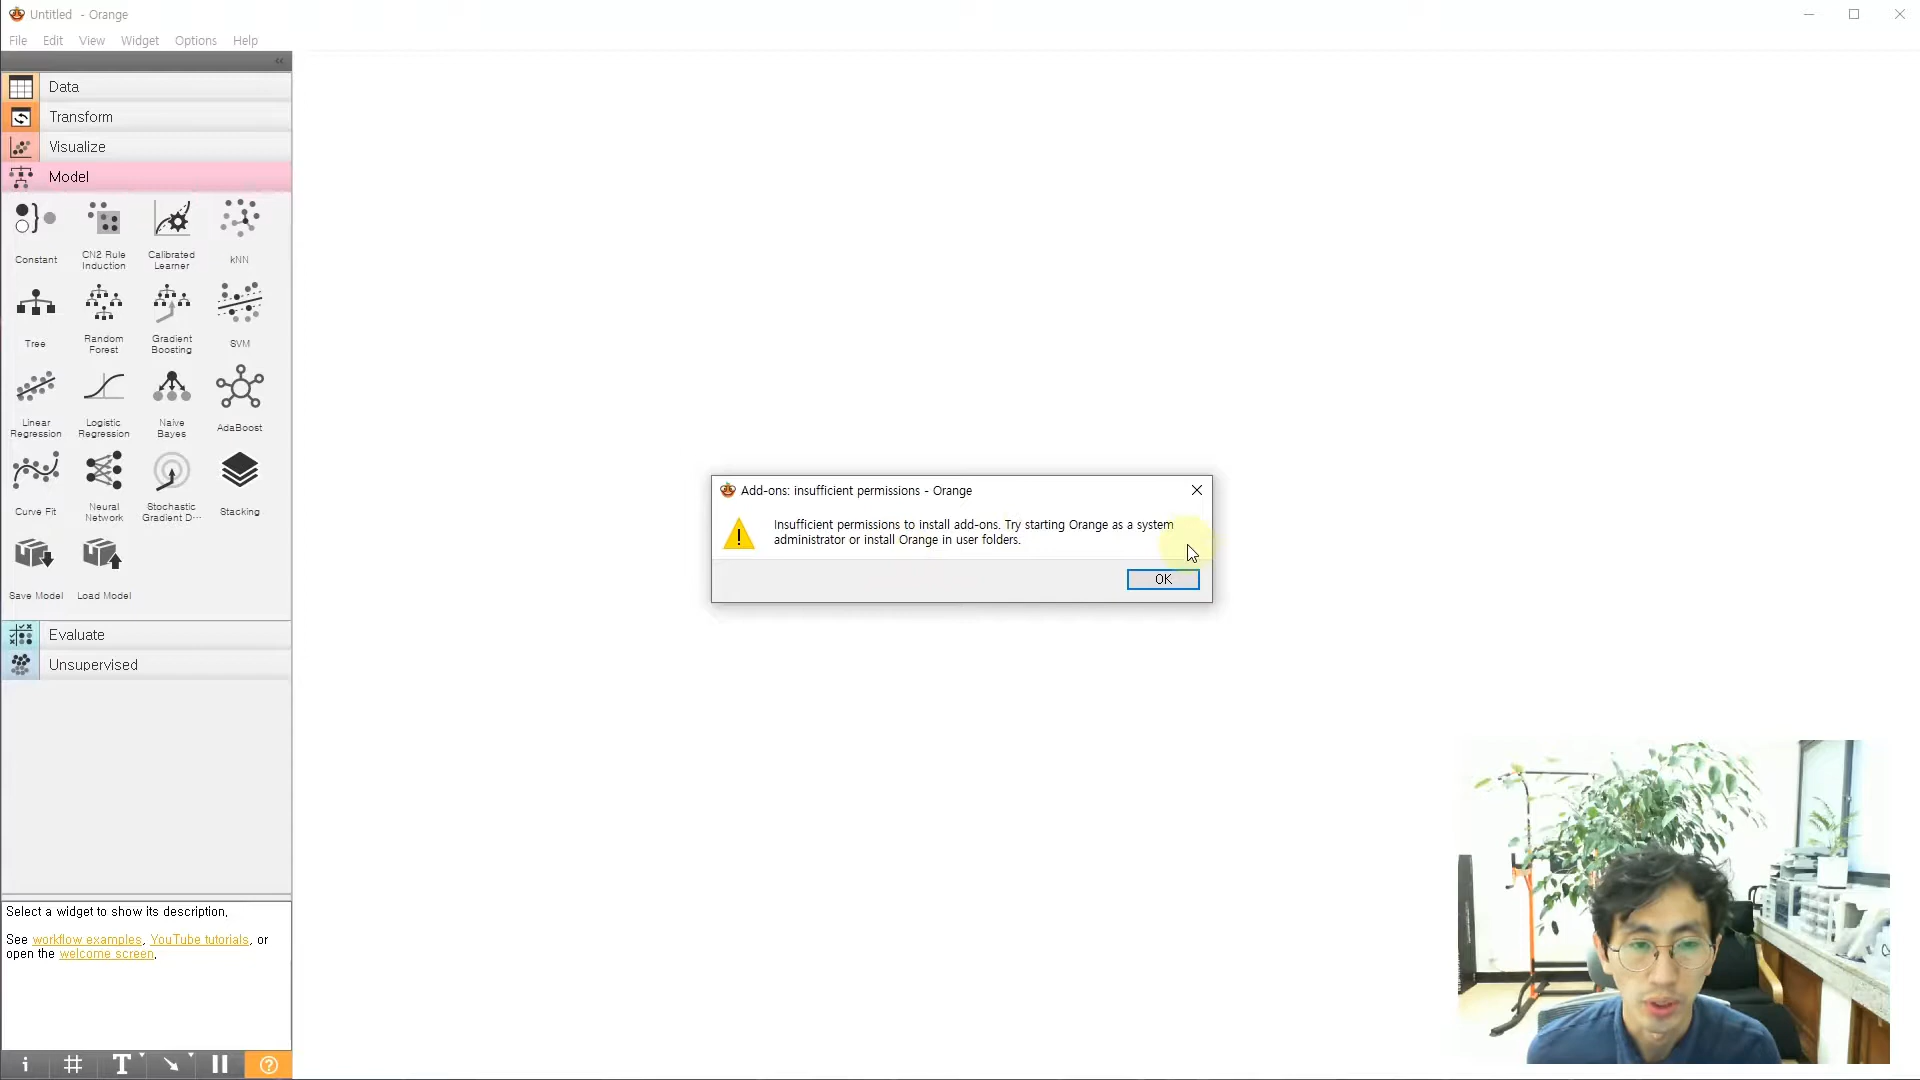 Untitled - Orange
File Edit View Widget Options Help
Data
Transform
Visualize
Model
Constant
CN2 Rule
Induction
Calibrated
Learner
kNN
Tree
Random
Forest
Gradient
Boosting
SVM
Linear
Regression
Logistic
Regression
Naive
Bayes
AdaBoost
Curve Fit
Neural
Network
Stochastic
Gradient D···
Stacking
Save Model
Load Model
Evaluate
Unsupervised
Add-ons: insufficient permissions - Orange
Insufficient permissions to install add-ons. Try starting Orange as a system
administrator or install Orange in user folders.
OK
Select a widget to show its description.
See workflow examples, YouTube tutorials, or
open the welcome screen.